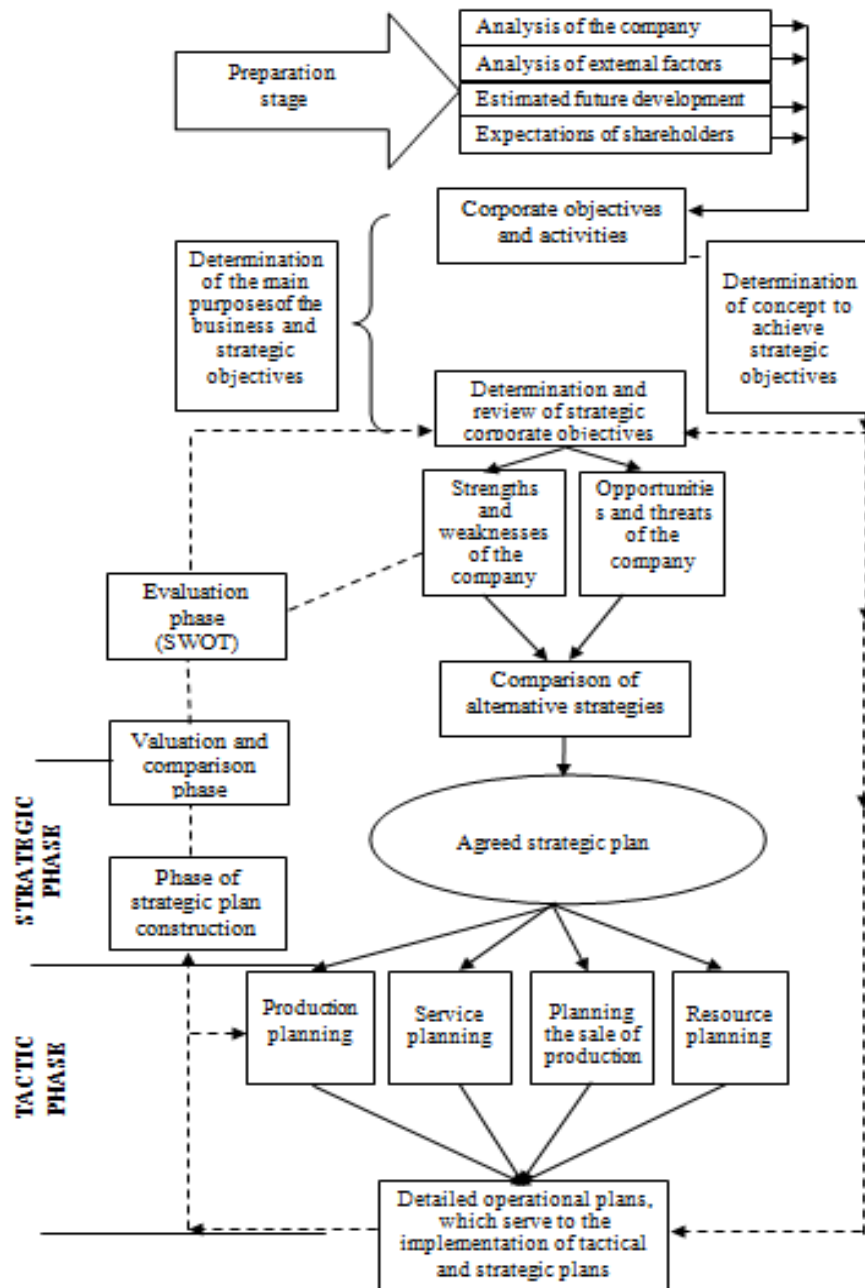 Preparation
stage
Analysis of the company
Analysis of external factors
Estimated future development
Expectations of shareholders
Corporate objectives
and activities
Determination
of the main
purposesof the
business and
strategic
objectives
Determination
of concept to
achieve
strategic
objectives
Determination and
review of strategic
corporate objectives
Strengths
and
weaknesses
of the
company
Opportunitie
s and threats
of the
company
Evaluation
phase
(SWOT)
Comparison of
alternative strategies
Valuation and
comparison
phase
STRATEGIC
PHASE
Agreed strategic plan
Phase of
strategic plan
construction
TACTIC
PHASE
Production
planning
Service
planning
Planning
the sale of
production
Resource
planning
Detailed operational plans,
which serve to the
implementation of tactical
and strategic plans